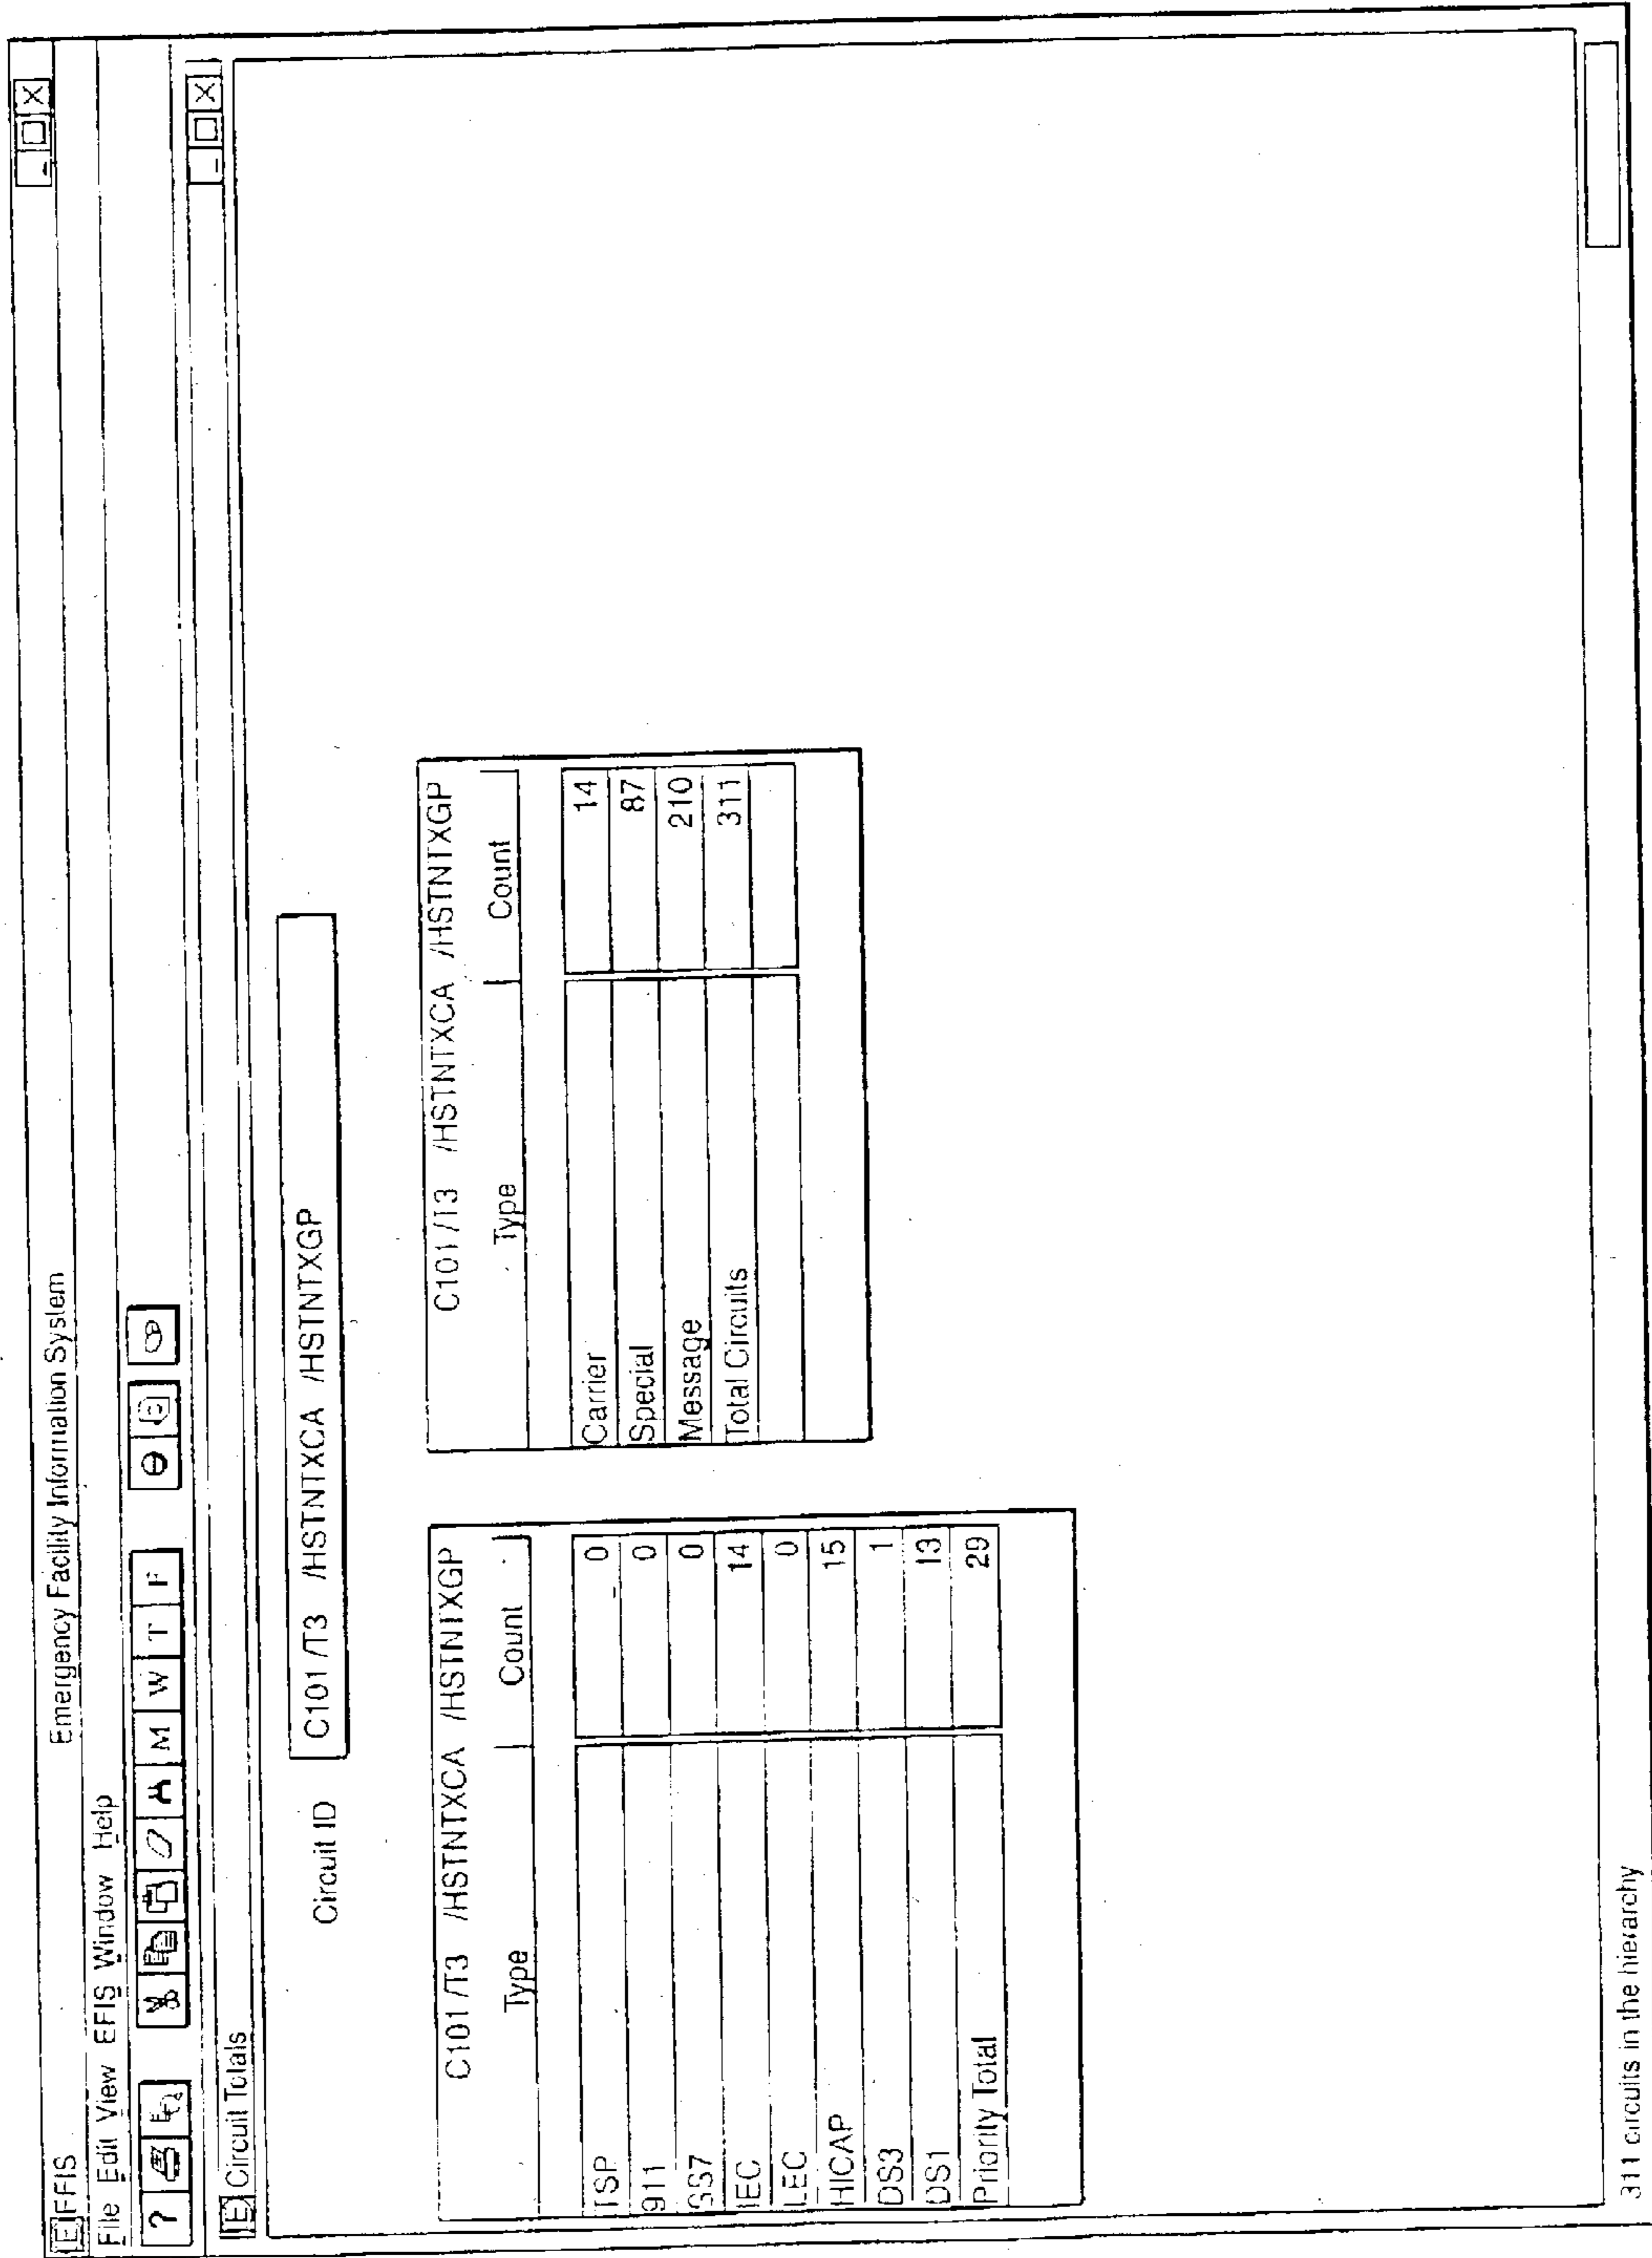 EFIS
Emergency Facility Information System
File Edit View EFIS Window Help
? A M W T F
E Circuit Totals
Circuit ID C101 /T3 /HSTNTXCA /HSTNTXGP
C101 /T3 /HSTNTXCA /HSTNTXGP
Type Count
TSP 0
911 0
SS7 0
IEC 14
LEC 0
HICAP 15
DS3 1
DS1 13
Priority Total 29
C101 /T3 /HSTNTXCA /HSTNTXGP
Type Count
Carrier 14
Special 87
Message 210
Total Circuits 311
311 circuits in the hierarchy